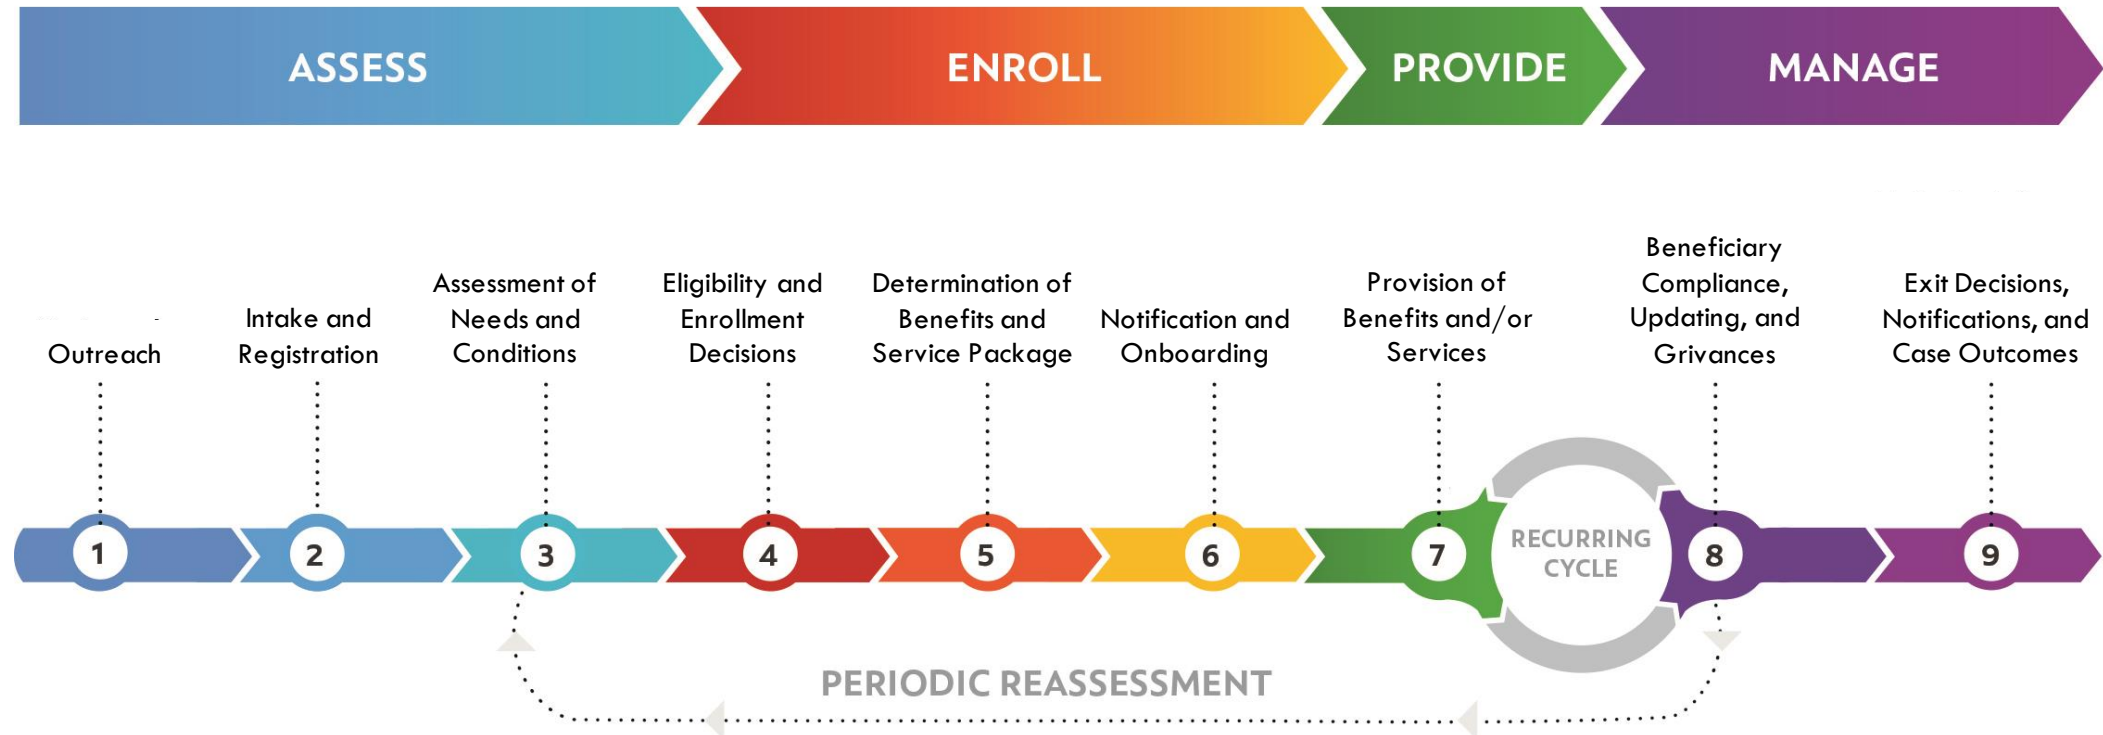 ASSESS
ENROLL
PROVIDE
MANAGE
Outreach
Intake and
Registration
Assessment of
Needs and
Conditions
Eligibility and
Enrollment
Decisions
Determination of
Benefits and
Service Package
Notification and
Onboarding
Provision of
Benefits and/or
Services
Beneficiary
Compliance,
Updating, and
Grivances
Exit Decisions,
Notifications, and
Case Outcomes
1
2
3
4
5
6
7
RECURRING
CYCLE
8
9
PERIODIC REASSESSMENT